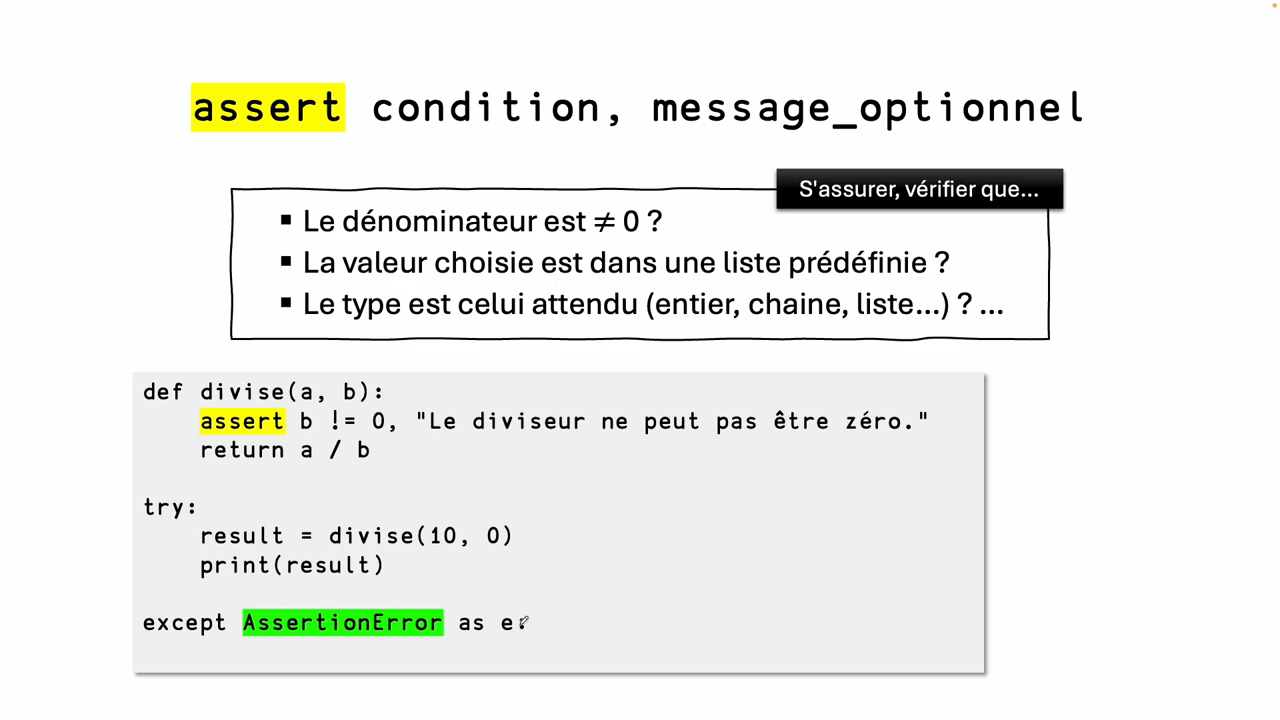 assert condition, message_optionnel
S'assurer, vérifier que...
▪ Le dénominateur est ≠ 0 ?
▪ La valeur choisie est dans une liste prédéfinie ?
▪ Le type est celui attendu (entier, chaine, liste...) ? ...
def divise(a, b):
    assert b != 0, "Le diviseur ne peut pas être zéro."
    return a / b
try:
    result = divise(10, 0)
    print(result)
except AssertionError as e: